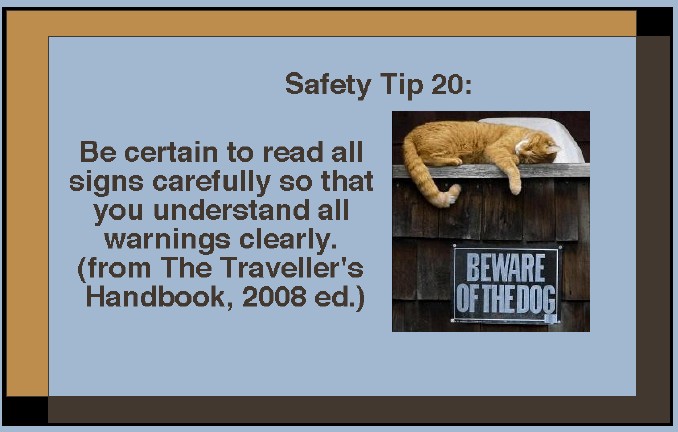 Safety Tip 20:
Be certain to read all
signs carefully so that
you understand all
warnings clearly.
(from The Traveller's
Handbook, 2008 ed.)
BEWARE
OF THE DOG